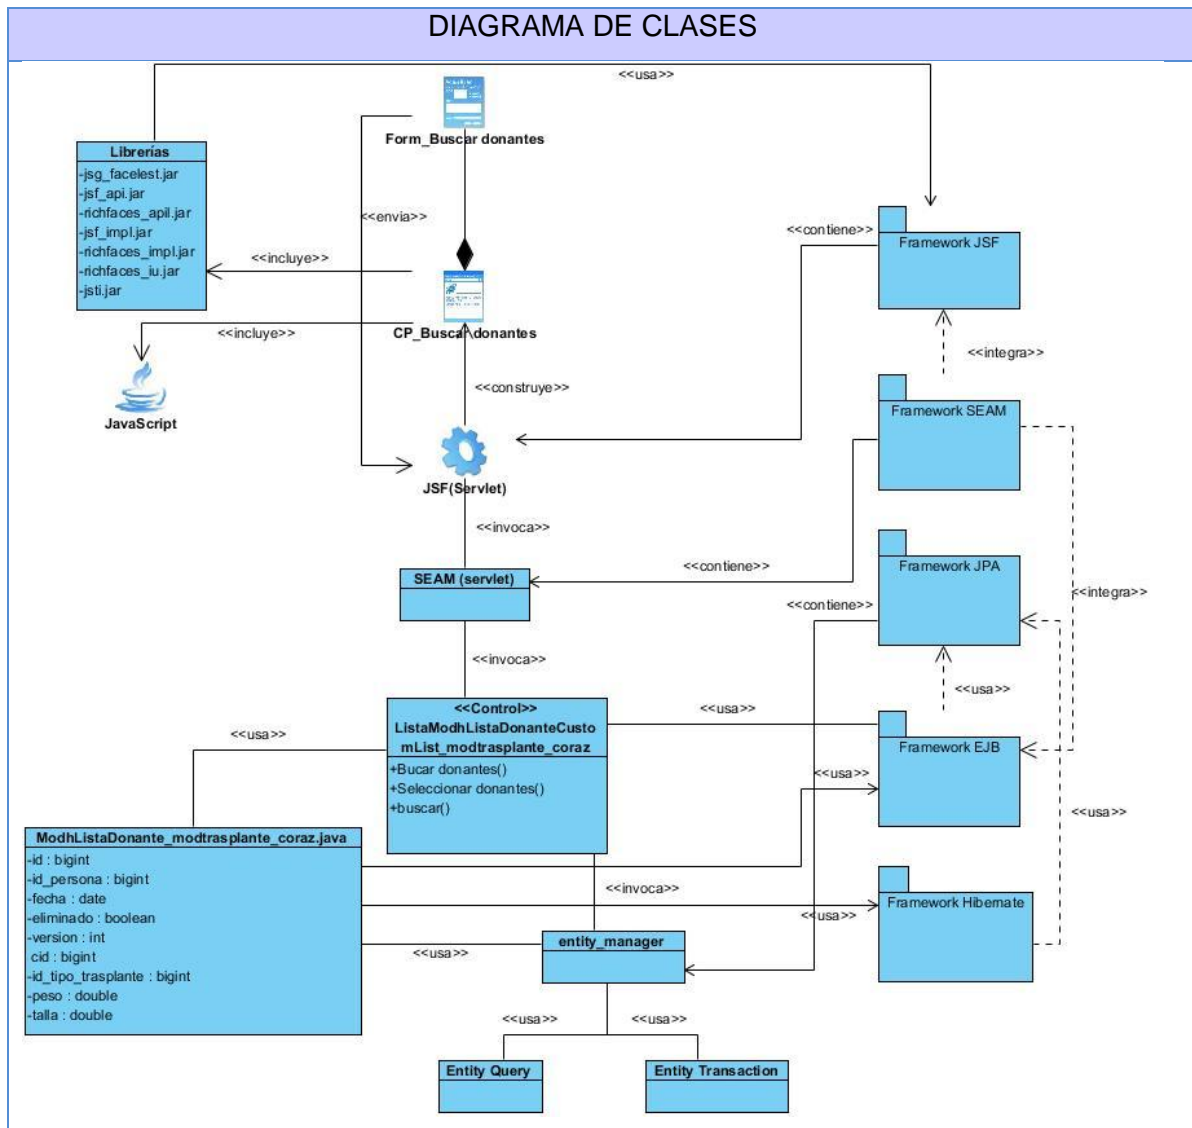 DIAGRAMA DE CLASES
<<usa>>
Form_Buscar donantes
Librerías
-jsg_facelest.jar
-jsf_api.jar
-richfaces_apil.jar
-jsf_impl.jar
-richfaces_impl.jar
-richfaces_iu.jar
-jsti.jar
<<envia>>
<<contiene>>
Framework JSF
<<incluye>>
<<incluye>>
CP_Buscar\donantes
<<integra>>
<<construye>>
JavaScript
Framework SEAM
JSF(Servlet)
<<invoca>>
<<contiene>>
SEAM (servlet)
Framework JPA
<<integra>>
<<contiene>>
<<invoca>>
<<usa>>
<<Control>>
ListaModhListaDonanteCusto
mList_modtrasplante_coraz
+Bucar donantes()
+Seleccionar donantes()
+buscar()
<<usa>>
<<usa>>
Framework EJB
<<usa>>
<<usa>>
ModhListaDonante_modtrasplante_coraz.java
-id : bigint
-id_persona : bigint
-fecha : date
-eliminado : boolean
-version : int
cid : bigint
-id_tipo_trasplante : bigint
-peso : double
-talla : double
<<invoca>>
Framework Hibernate
<<usa>>
entity_manager
<<usa>>
<<usa>>
<<usa>>
Entity Query
Entity Transaction